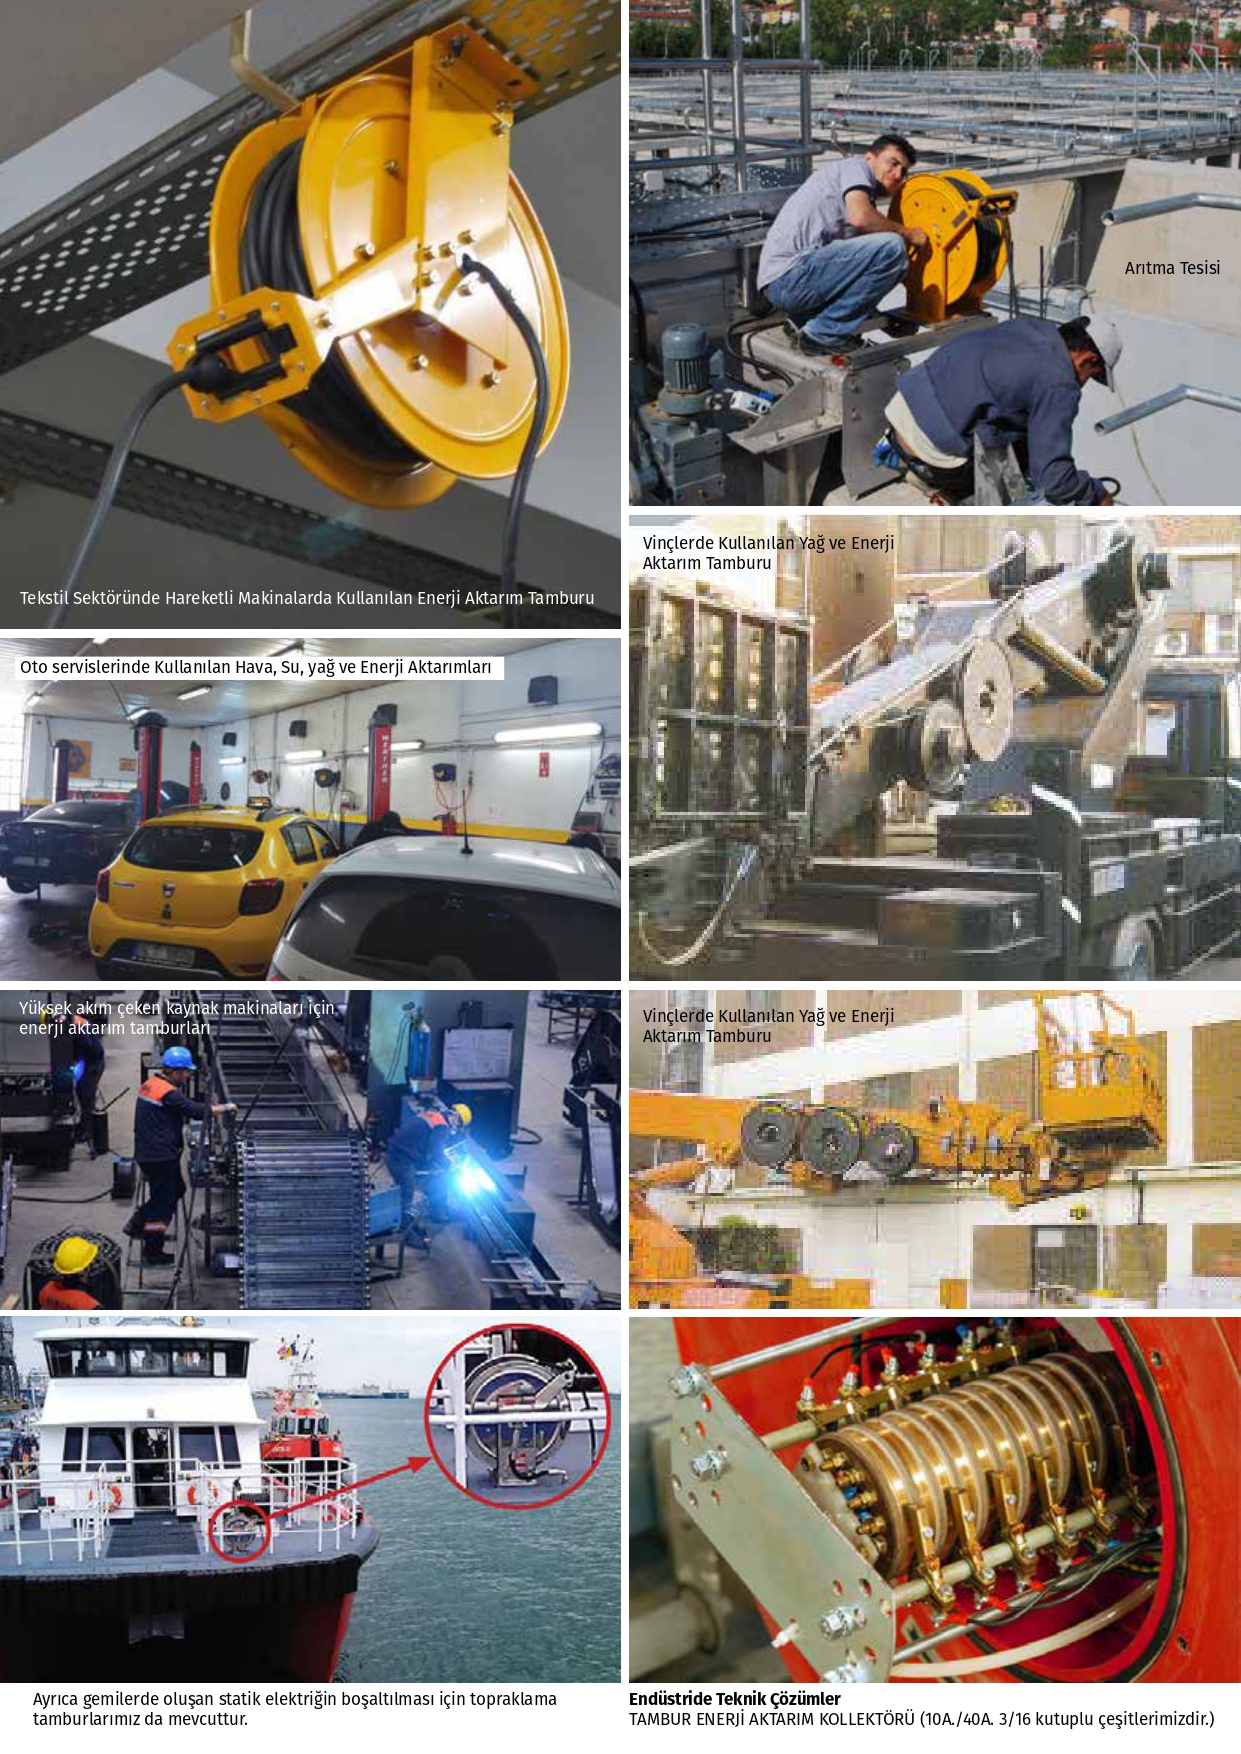 Tekstil Sektöründe Hareketli Makinalarda Kullanılan Enerji Aktarım Tamburu
Arıtma Tesisi
Oto servislerinde Kullanılan Hava, Su, yağ ve Enerji Aktarımları
WERTHER
Vinçlerde Kullanılan Yağ ve Enerji
Aktarım Tamburu
Yüksek akım çeken kaynak makinaları için
enerji aktarım tamburları
Vinçlerde Kullanılan Yağ ve Enerji
Aktarım Tamburu
Ayrıca gemilerde oluşan statik elektriğin boşaltılması için topraklama
tamburlarımız da mevcuttur.
Endüstride Teknik Çözümler
TAMBUR ENERJİ AKTARIM KOLLEKTÖRÜ (10A./40A. 3/16 kutuplu çeşitlerimizdir.)